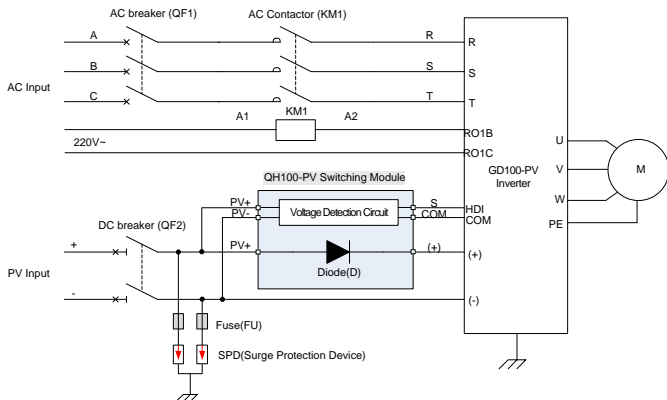 AC breaker (QF1)
AC Contactor (KM1)
A
R
R
B
S
S
AC Input
C
T
T
A1
KM1
A2
RO1B
220V~
RO1C
GD100-PV
Inverter
U
V
W
PE
M
QH100-PV Switching Module
PV+
PV-
Voltage Detection Circuit
S
COM
HDI
COM
DC breaker (QF2)
+
PV+
(+)
(+)
Diode(D)
PV Input
-
(-)
Fuse(FU)
SPD(Surge Protection Device)